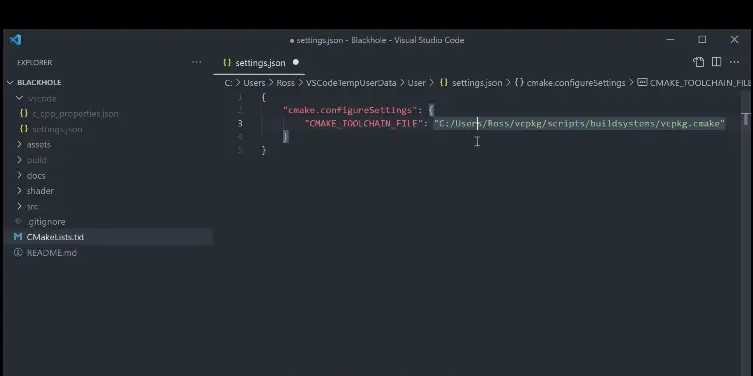 settings.json - Blackhole - Visual Studio Code
EXPLORER
{} settings.json
BLACKHOLE
C: > Users > Ross > VSCodeTempUserData > User > {} settings.json > {} cmake.configureSettings > CMAKE_TOOLCHAIN_FILE
.vscode
{} c_cpp_properties.json
{} settings.json
assets
build
docs
shader
src
.gitignore
M CMakeLists.txt
README.md
1 {
2 "cmake.configureSettings": {
3 "CMAKE_TOOLCHAIN_FILE": "C:/Users/Ross/vcpkg/scripts/buildsystems/vcpkg.cmake"
4 }
5 }